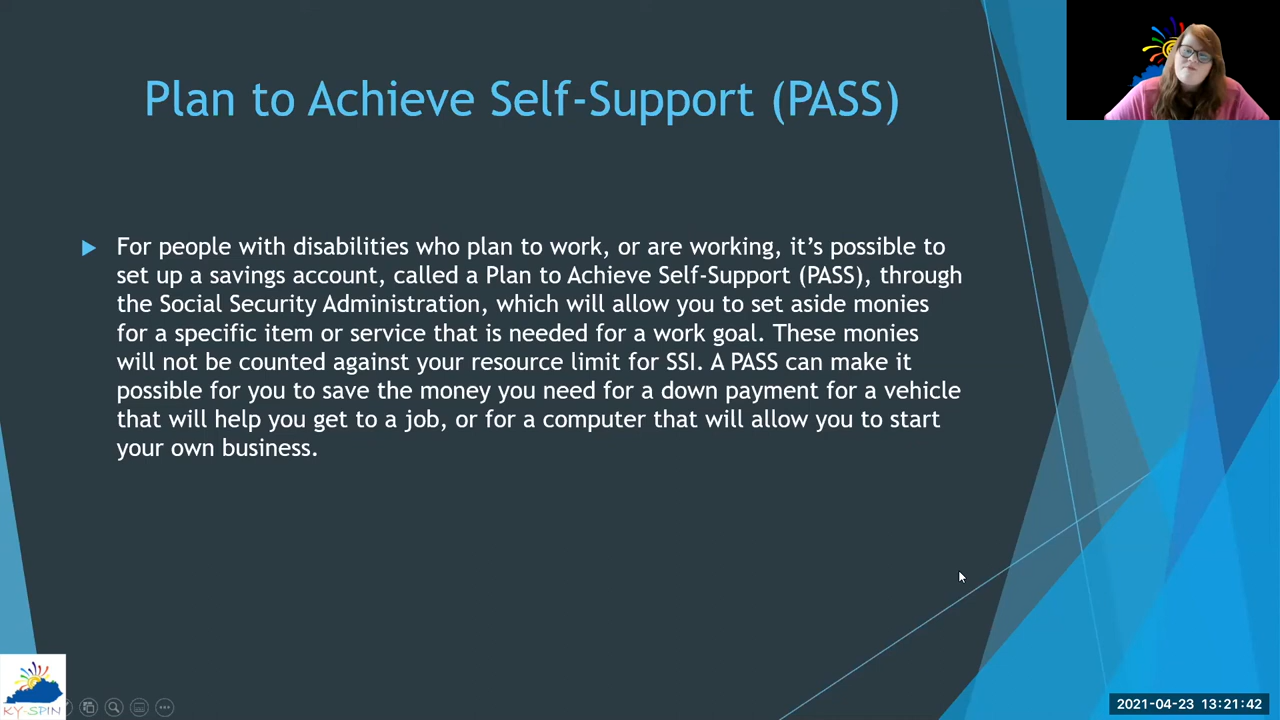 Plan to Achieve Self-Support (PASS)
For people with disabilities who plan to work, or are working, it’s possible to
set up a savings account, called a Plan to Achieve Self-Support (PASS), through
the Social Security Administration, which will allow you to set aside monies
for a specific item or service that is needed for a work goal. These monies
will not be counted against your resource limit for SSI. A PASS can make it
possible for you to save the money you need for a down payment for a vehicle
that will help you get to a job, or for a computer that will allow you to start
your own business.
KY-SPIN
2021-04-23 13:21:42